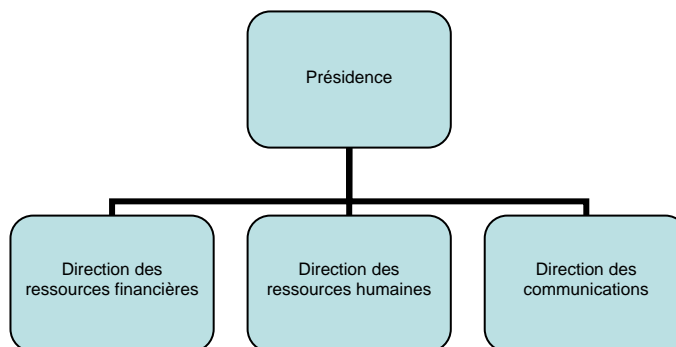 Présidence
Direction des
ressources financières
Direction des
ressources humaines
Direction des
communications